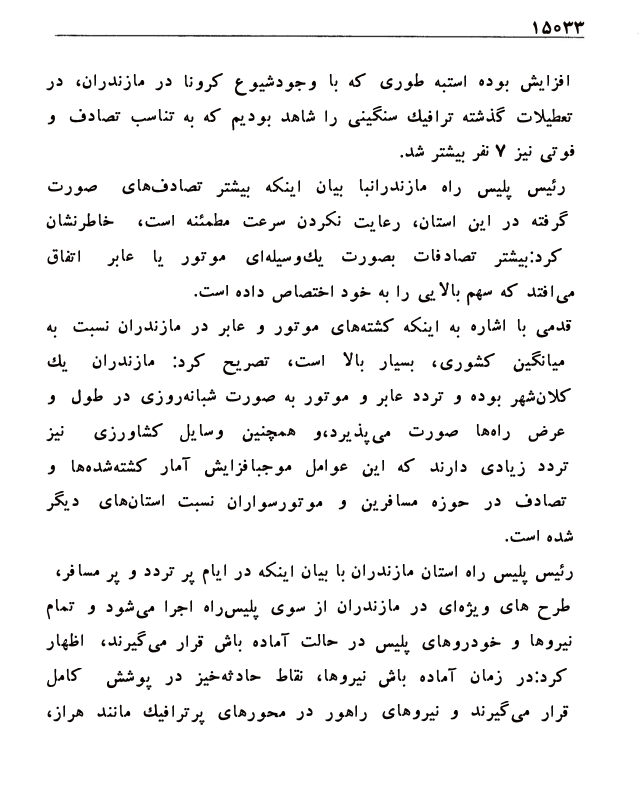 ۱۵۰۳۳
افزایش بوده استبه طوری که با وجودشیوع کرونا در مازندران، در
تعطیلات گذشته ترافیك سنگینی را شاهد بودیم که به تناسب تصادف و
فوتی نیز ۷ نفر بیشتر شد.
رئیس پلیس راه مازندرانبا بیان اینکه بیشتر تصادف‌های صورت
گرفته در این استان، رعایت نکردن سرعت مطمئنه است، خاطرنشان
کرد:بیشتر تصادفات بصورت یك‌وسیله‌ای موتور یا عابر اتفاق
می‌افتد که سهم بالایی را به خود اختصاص داده است.
قدمی با اشاره به اینکه کشته‌های موتور و عابر در مازندران نسبت به
میانگین کشوری، بسیار بالا است، تصریح کرد: مازندران یك
کلان‌شهر بوده و تردد عابر و موتور به صورت شبانه‌روزی در طول و
عرض راه‌ها صورت می‌پذیرد،و همچنین وسایل کشاورزی نیز
تردد زیادی دارند که این عوامل موجبافزایش آمار کشته‌شده‌ها و
تصادف در حوزه مسافرین و موتورسواران نسبت استان‌های دیگر
شده است.
رئیس پلیس راه استان مازندران با بیان اینکه در ایام پر تردد و پر مسافر،
طرح های ویژه‌ای در مازندران از سوی پلیس‌راه اجرا می‌شود و تمام
نیروها و خودروهای پلیس در حالت آماده باش قرار می‌گیرند، اظهار
کرد:در زمان آماده باش نیروها، نقاط حادثه‌خیز در پوشش کامل
قرار می‌گیرند و نیروهای راهور در محورهای پرترافیك مانند هراز،